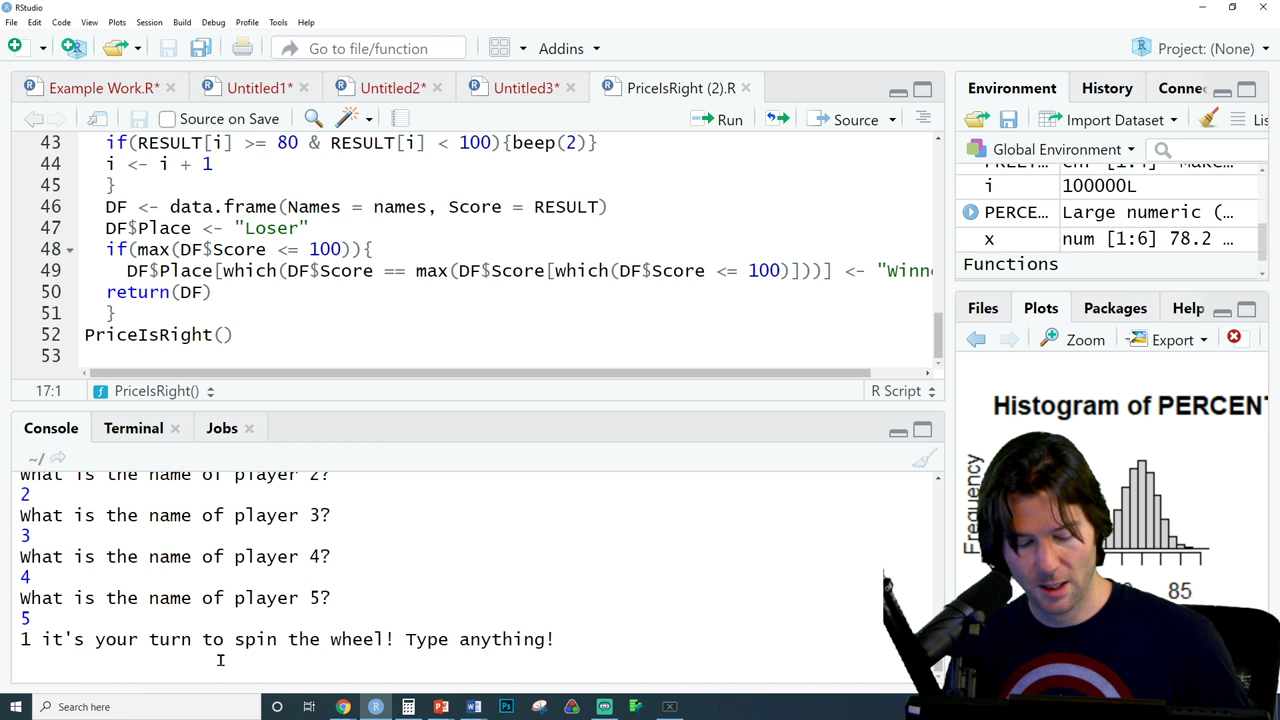 RStudio
File Edit Code View Plots Session Build Debug Profile Tools Help
Go to file/function Addins Project: (None)
Example Work.R* Untitled1* Untitled2* Untitled3* PriceIsRight (2).R
Source on Save Run Source
43 if(RESULT[i] >= 80 & RESULT[i] < 100){beep(2)}
44 i <- i + 1
45 }
46 DF <- data.frame(Names = names, Score = RESULT)
47 DF$Place <- "Loser"
48 if(max(DF$Score <= 100)){
49 DF$Place[which(DF$Score == max(DF$Score[which(DF$Score <= 100)]))] <- "Winne
50 return(DF)
51 }
52 PriceIsRight()
53
17:1 PriceIsRight() R Script
Console Terminal Jobs
~/
What is the name of player 2?
2
What is the name of player 3?
3
What is the name of player 4?
4
What is the name of player 5?
5
1 it's your turn to spin the wheel! Type anything!
Environment History Connec
Import Dataset Lis
Global Environment
i 100000L
PERCE... Large numeric (...
x num [1:6] 78.2 ...
Functions
Files Plots Packages Help
Zoom Export
Histogram of PERCENT
Frequency
85
Search here